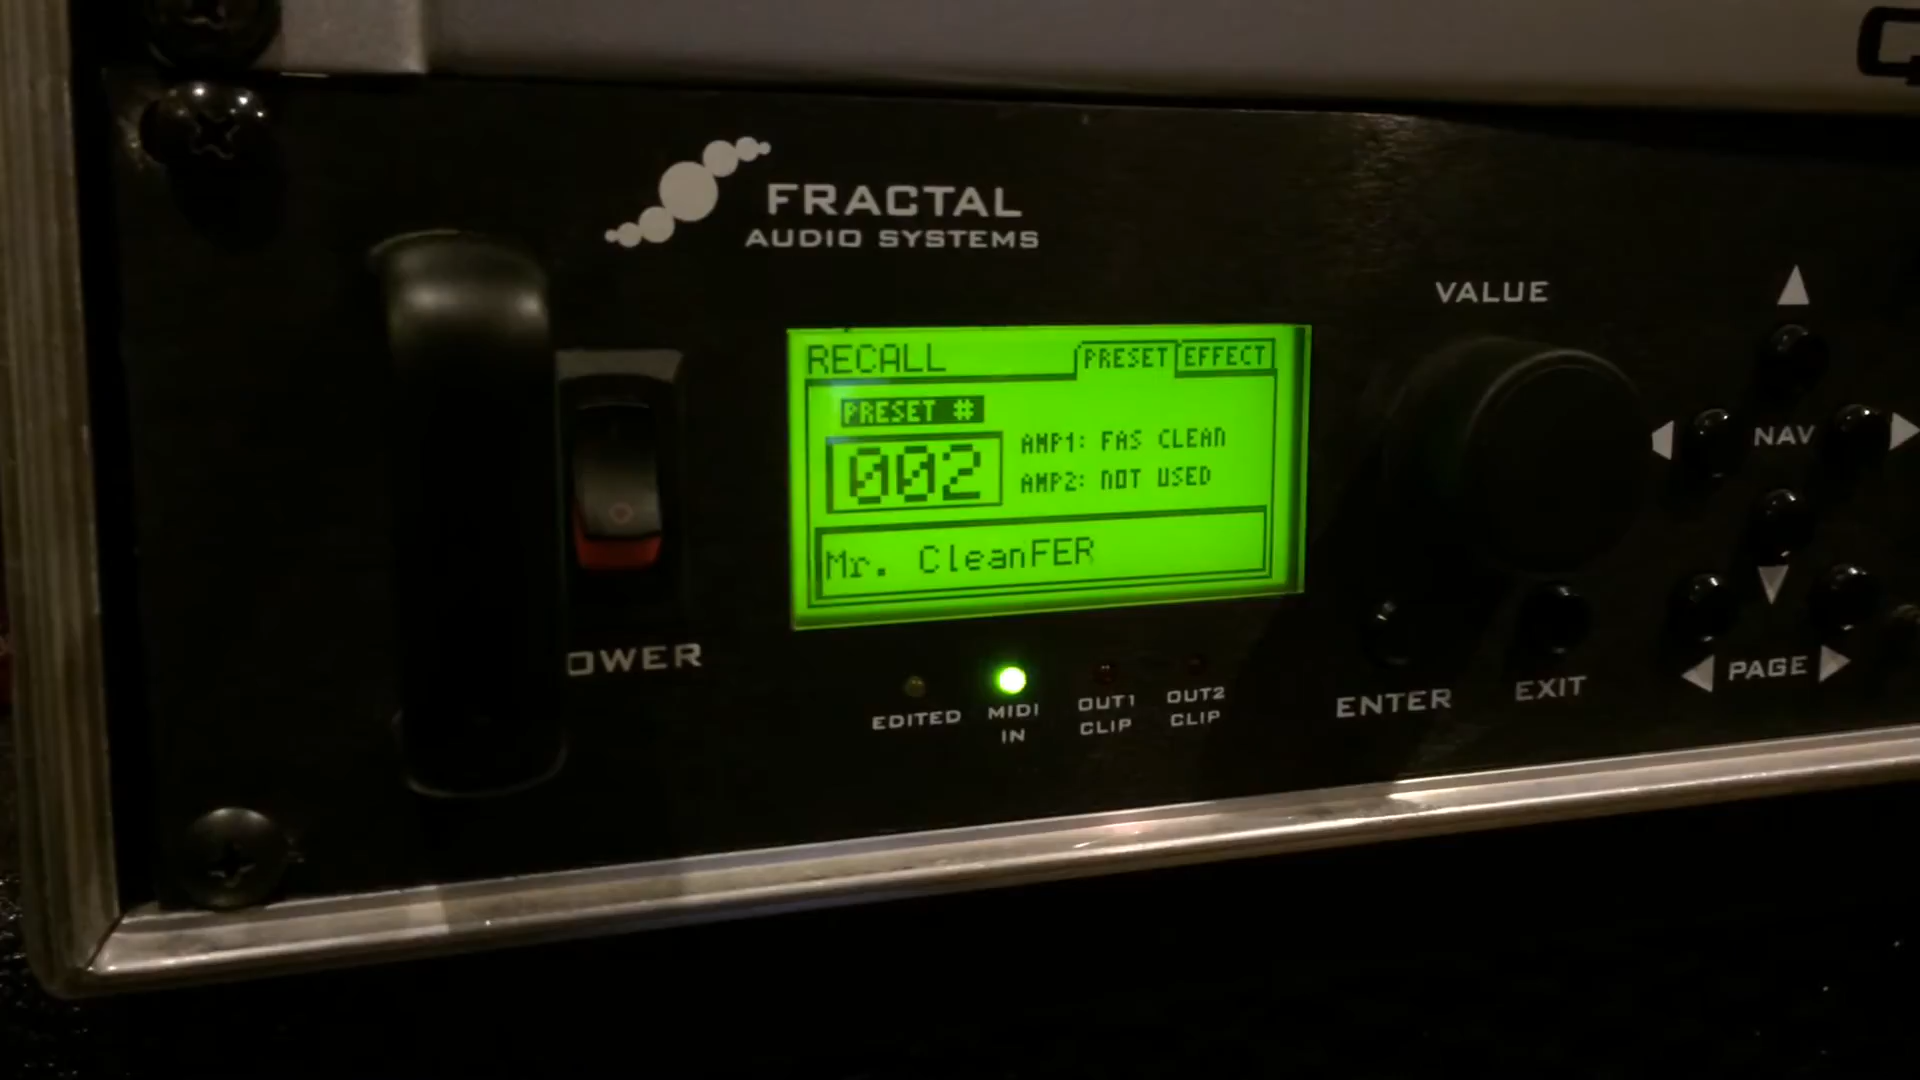 FRACTAL
AUDIO SYSTEMS
VALUE
RECALL PRESET EFFECT
PRESET #
002
AMP1: FAS CLEAN
AMP2: NOT USED
Mr. CleanFER
NAV
OWER
EDITED
MIDI
IN
OUT1
CLIP
OUT2
CLIP
ENTER
EXIT
PAGE